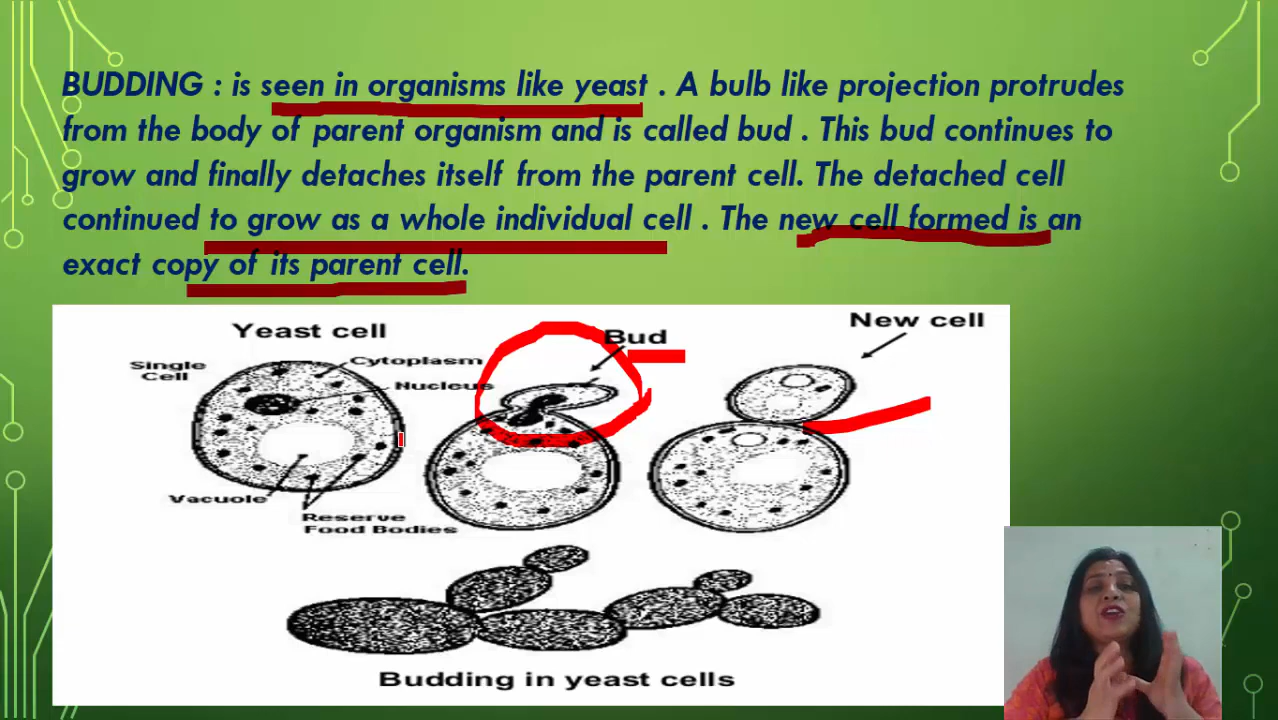 BUDDING : is seen in organisms like yeast . A bulb like projection protrudes
from the body of parent organism and is called bud . This bud continues to
grow and finally detaches itself from the parent cell. The detached cell
continued to grow as a whole individual cell . The new cell formed is an
exact copy of its parent cell.
Yeast cell
Bud
New cell
Single
Cell
Cytoplasm
Nucleus
Vacuole
Reserve
Food Bodies
Budding in yeast cells